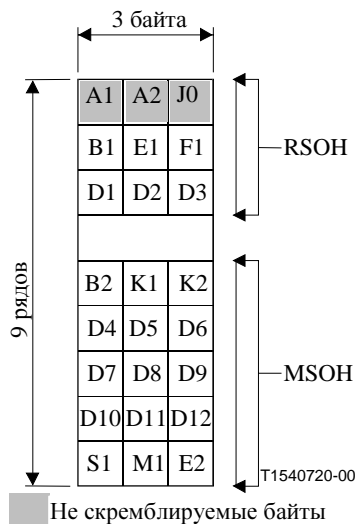 3 байта
A1 A2 J0
B1 E1 F1
RSOH
D1 D2 D3
9 рядов
B2 K1 K2
D4 D5 D6
D7 D8 D9
MSOH
D10 D11 D12
S1 M1 E2
T1540720-00
Не скремблируемые байты